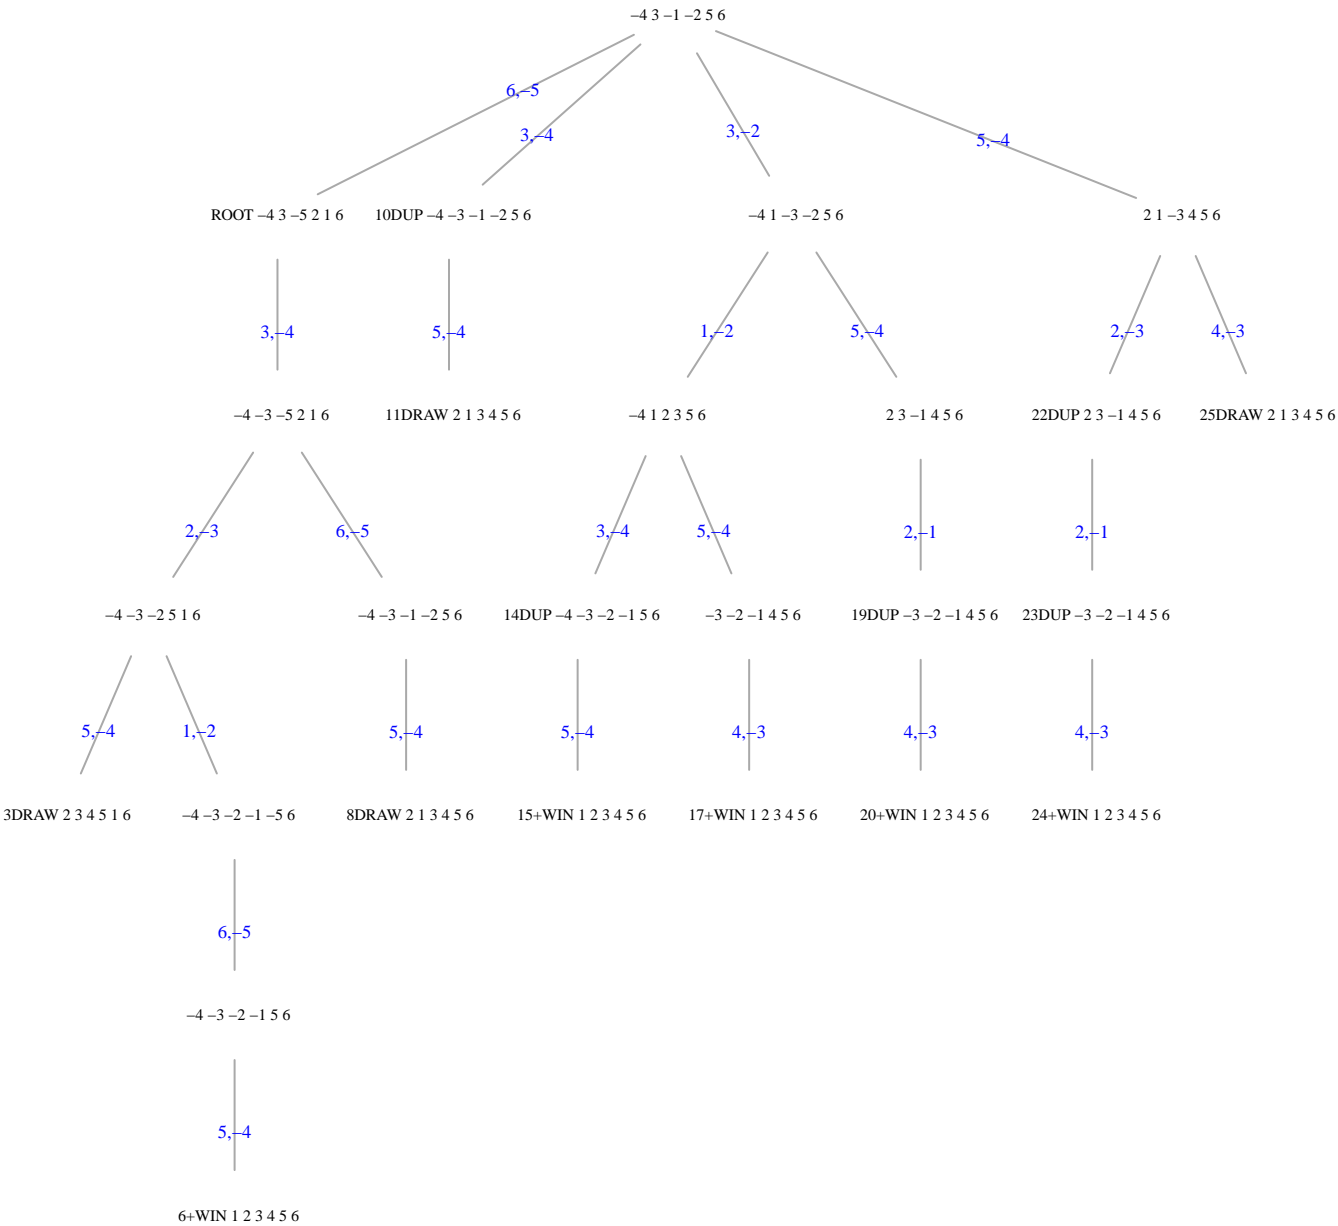 −4 3 −1 −2 5 6
6,−5
3,−4
3,−2
5,−4
ROOT −4 3 −5 2 1 6
10DUP −4 −3 −1 −2 5 6
−4 1 −3 −2 5 6
2 1 −3 4 5 6
3,−4
5,−4
1,−2
5,−4
2,−3
4,−3
−4 −3 −5 2 1 6
11DRAW 2 1 3 4 5 6
−4 1 2 3 5 6
2 3 −1 4 5 6
22DUP 2 3 −1 4 5 6
25DRAW 2 1 3 4 5 6
2,−3
6,−5
3,−4
5,−4
2,−1
2,−1
−4 −3 −2 5 1 6
−4 −3 −1 −2 5 6
14DUP −4 −3 −2 −1 5 6
−3 −2 −1 4 5 6
19DUP −3 −2 −1 4 5 6
23DUP −3 −2 −1 4 5 6
5,−4
1,−2
5,−4
5,−4
4,−3
4,−3
4,−3
3DRAW 2 3 4 5 1 6
−4 −3 −2 −1 −5 6
8DRAW 2 1 3 4 5 6
15+WIN 1 2 3 4 5 6
17+WIN 1 2 3 4 5 6
20+WIN 1 2 3 4 5 6
24+WIN 1 2 3 4 5 6
6,−5
−4 −3 −2 −1 5 6
5,−4
6+WIN 1 2 3 4 5 6